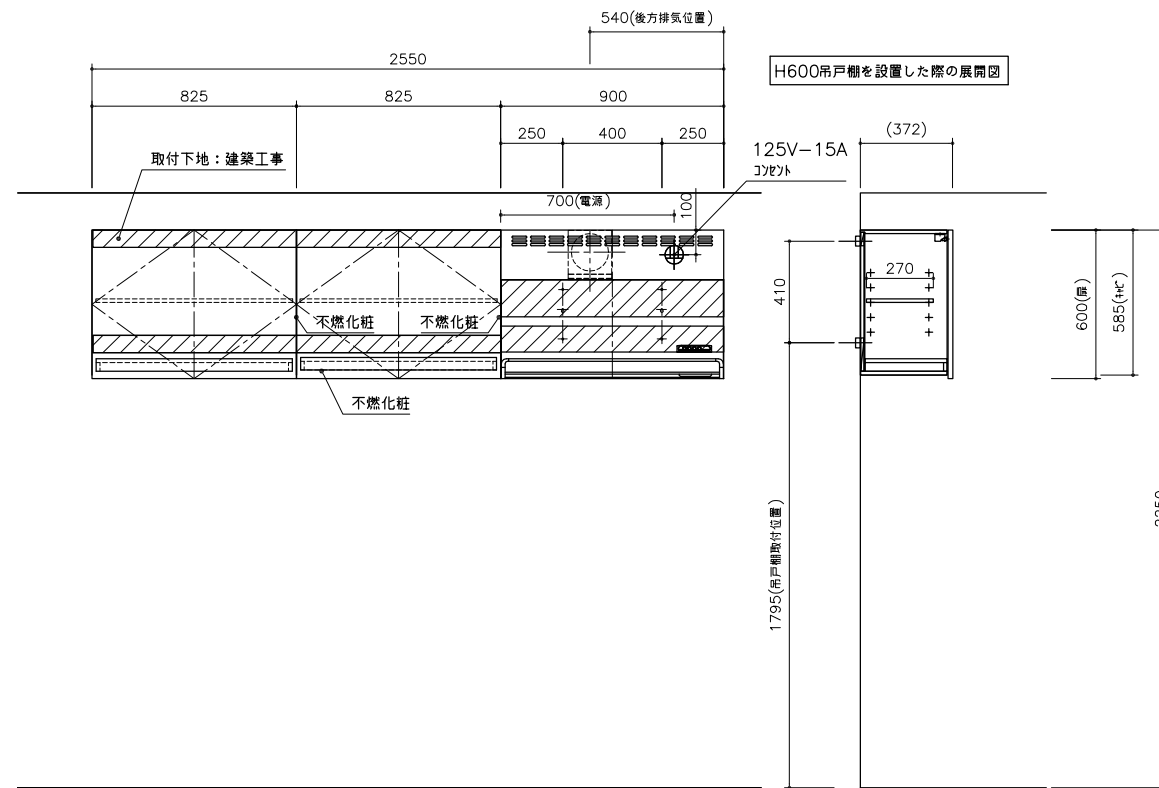 540(後方排気位置)
2550
H600吊戸棚を設置した際の展開図
825
825
900
250
400
250
(372)
125V-15A
コンセント
取付下地：建築工事
700(電源)
100
410
270
600(扉)
585(ｷｬﾋﾞ)
不燃化粧
不燃化粧
不燃化粧
1795(吊戸棚取付位置)